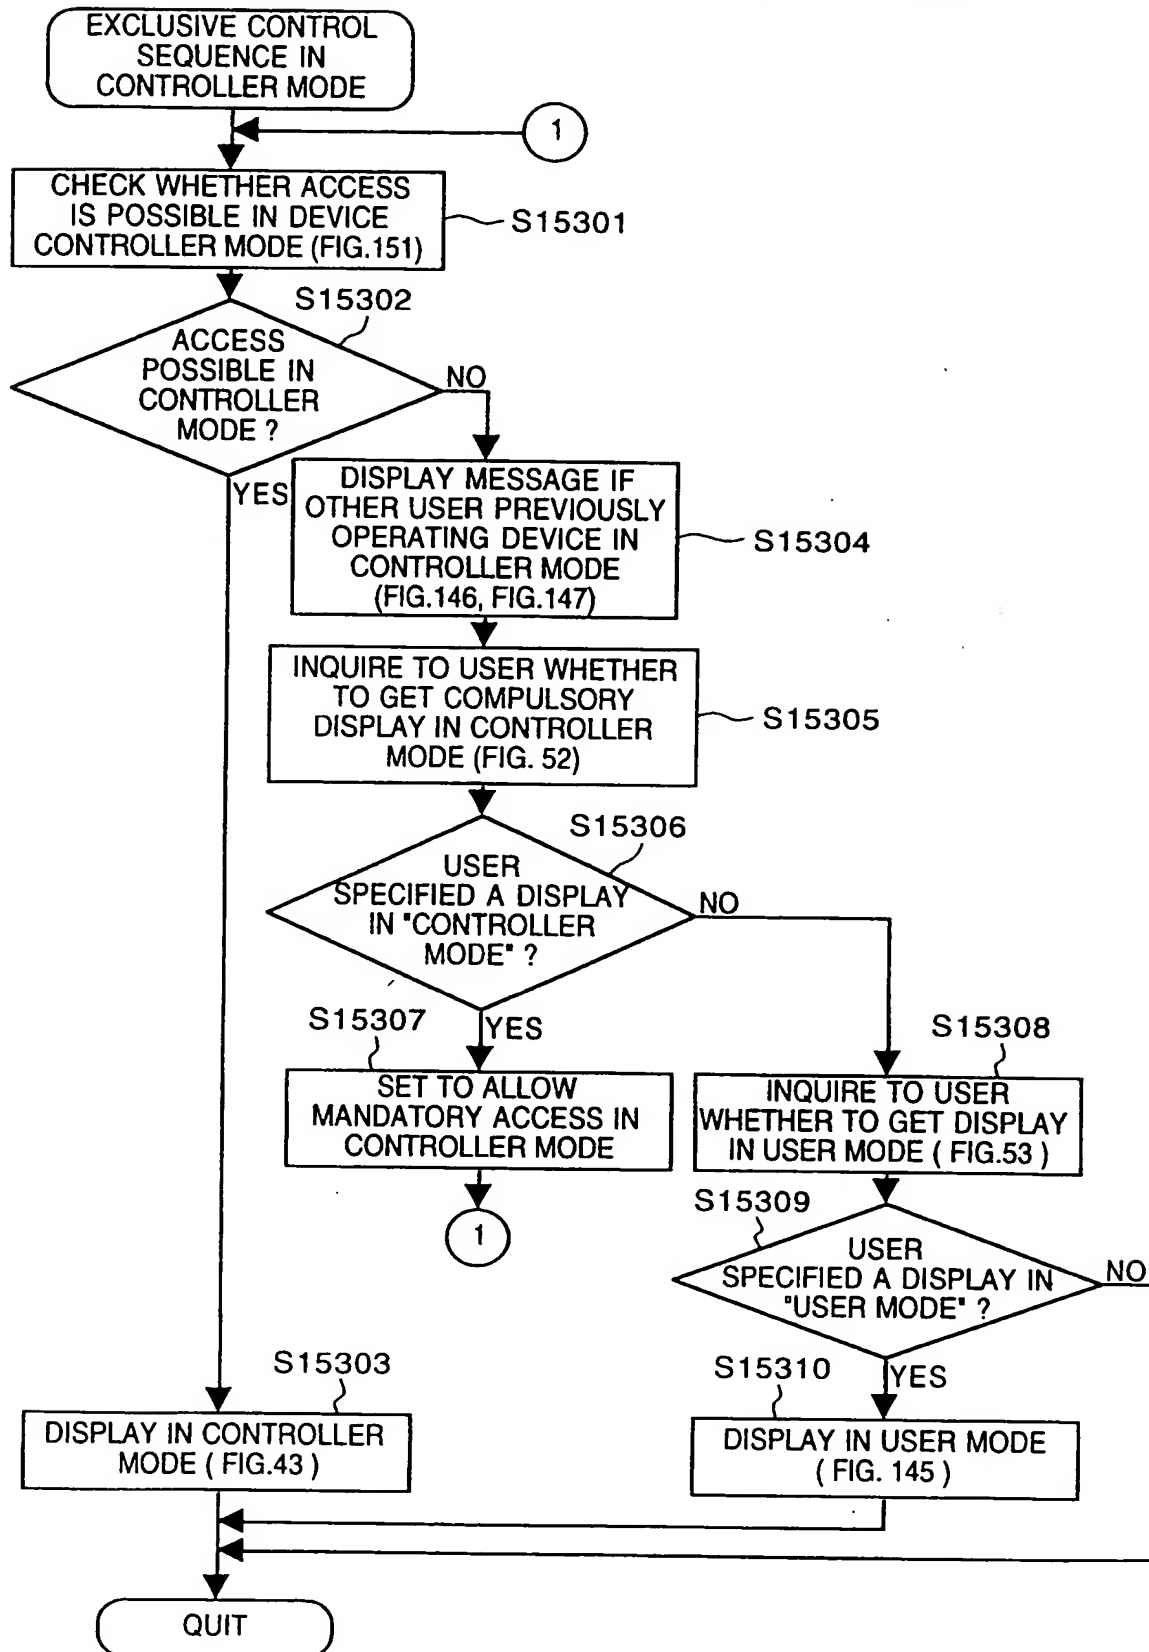 EXCLUSIVE CONTROL
SEQUENCE IN
CONTROLLER MODE
1
CHECK WHETHER ACCESS
IS POSSIBLE IN DEVICE
CONTROLLER MODE (FIG.151)
S15301
S15302
ACCESS
POSSIBLE IN
CONTROLLER
MODE ?
NO
YES
DISPLAY MESSAGE IF
OTHER USER PREVIOUSLY
OPERATING DEVICE IN
CONTROLLER MODE
(FIG.146, FIG.147)
S15304
INQUIRE TO USER WHETHER
TO GET COMPULSORY
DISPLAY IN CONTROLLER
MODE (FIG. 52)
S15305
S15306
USER
SPECIFIED A DISPLAY
IN "CONTROLLER
MODE" ?
NO
YES
S15307
SET TO ALLOW
MANDATORY ACCESS IN
CONTROLLER MODE
1
S15308
INQUIRE TO USER
WHETHER TO GET DISPLAY
IN USER MODE ( FIG.53 )
S15309
USER
SPECIFIED A DISPLAY IN
"USER MODE" ?
NO
YES
S15303
DISPLAY IN CONTROLLER
MODE ( FIG.43 )
S15310
DISPLAY IN USER MODE
( FIG. 145 )
QUIT